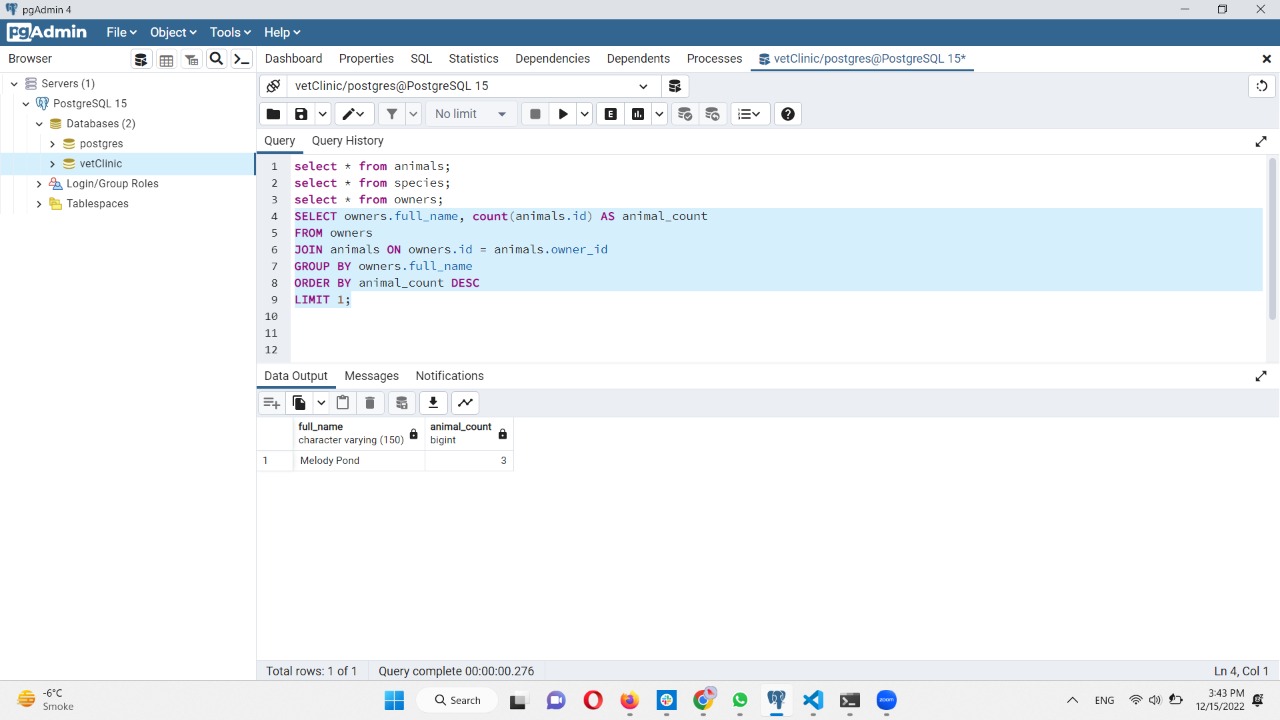 pgAdmin 4
pgAdmin File Object Tools Help
Browser
Dashboard Properties SQL Statistics Dependencies Dependents Processes vetClinic/postgres@PostgreSQL 15*
Servers (1)
PostgreSQL 15
Databases (2)
postgres
vetClinic
Login/Group Roles
Tablespaces
vetClinic/postgres@PostgreSQL 15
No limit
E
Query Query History
1 select * from animals;
2 select * from species;
3 select * from owners;
4 SELECT owners.full_name, count(animals.id) AS animal_count
5 FROM owners
6 JOIN animals ON owners.id = animals.owner_id
7 GROUP BY owners.full_name
8 ORDER BY animal_count DESC
9 LIMIT 1;
10
11
12
Data Output Messages Notifications
full_name animal_count
character varying (150) bigint
1 Melody Pond 3
Total rows: 1 of 1 Query complete 00:00:00.276 Ln 4, Col 1
-6°C
Smoke
Search
zoom
ENG
3:43 PM
12/15/2022